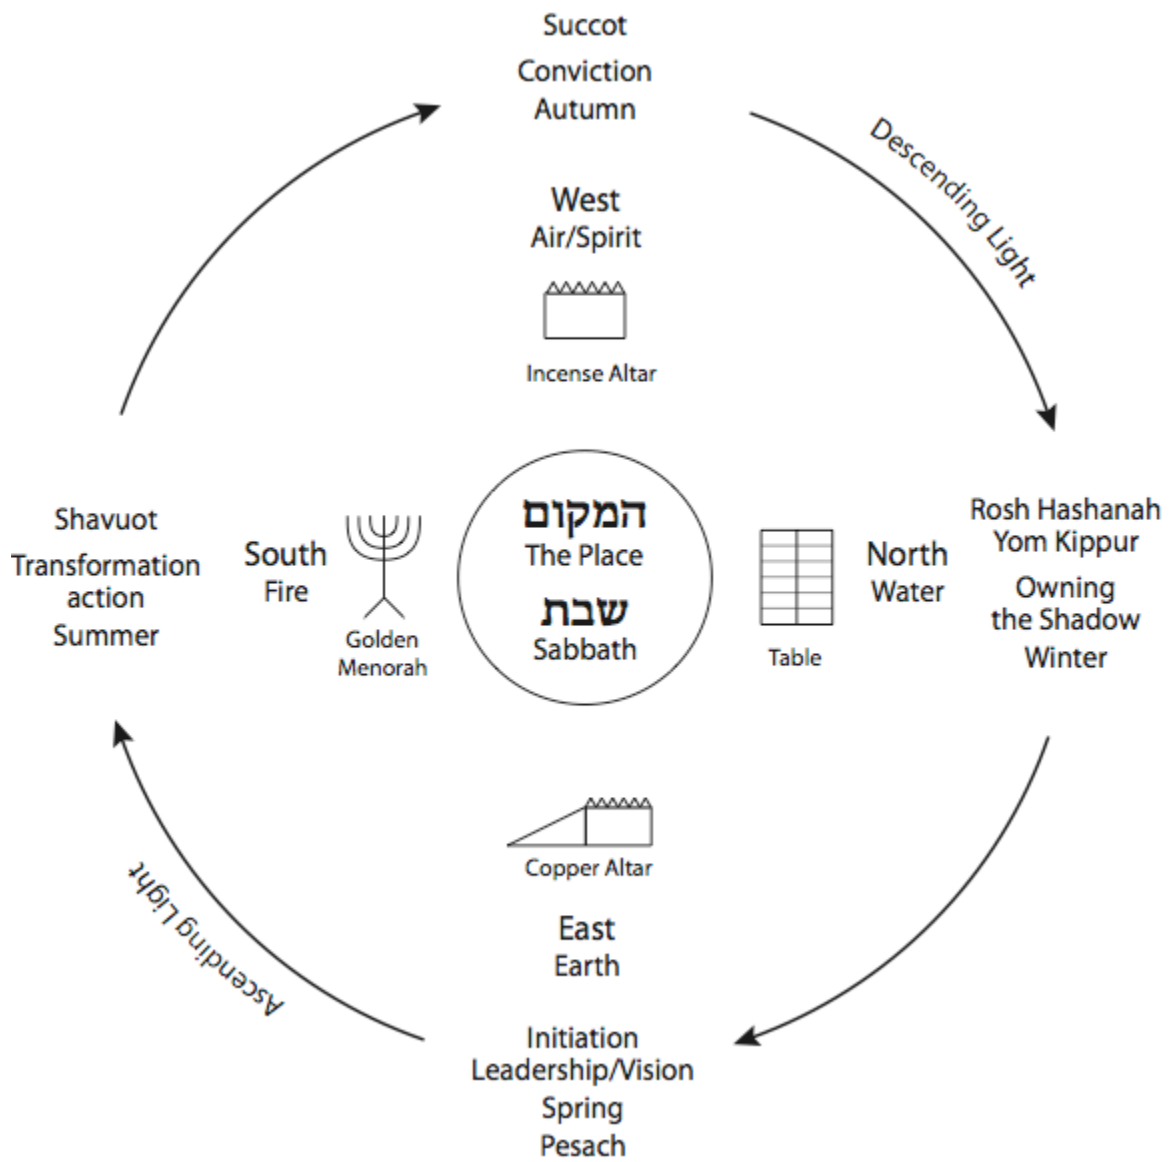 Succot
Conviction
Autumn
Descending Light
West
Air/Spirit
Incense Altar
Shavuot
Transformation
action
Summer
South
Fire
Golden
Menorah
המקום
The Place
שבת
Sabbath
Table
North
Water
Rosh Hashanah
Yom Kippur
Owning
the Shadow
Winter
Ascending Light
Copper Altar
East
Earth
Initiation
Leadership/Vision
Spring
Pesach